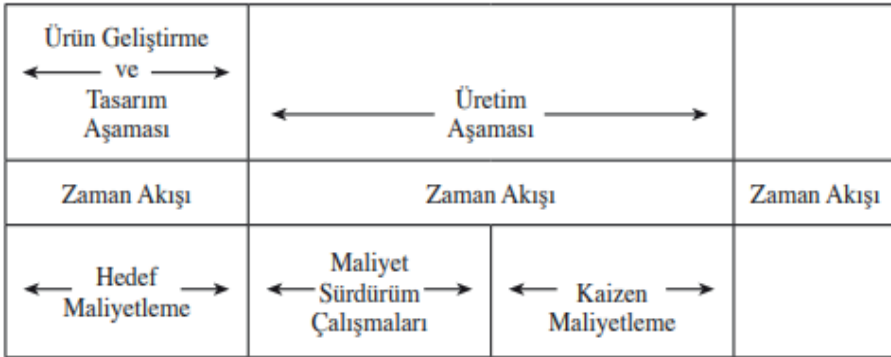 Ürün Geliştirme
ve
Tasarım
Aşaması
Üretim
Aşaması
Zaman Akışı
Zaman Akışı
Zaman Akışı
Hedef
Maliyetleme
Maliyet
Sürdürüm
Çalışmaları
Kaizen
Maliyetleme